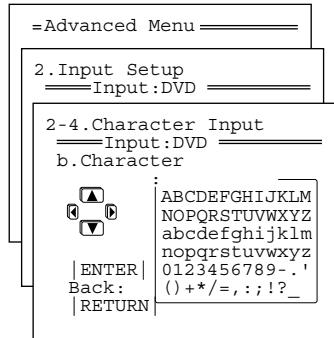 =Advanced Menu
2.Input Setup
Input:DVD
2-4.Character Input
Input:DVD
b.Character
:
ABCDEFGHIJKLM
NOPQRSTUVWXYZ
abcdefghijklm
nopqrstuvwxyz
0123456789-.'
()+*/=,:;!?_
|ENTER|
Back:
|RETURN|